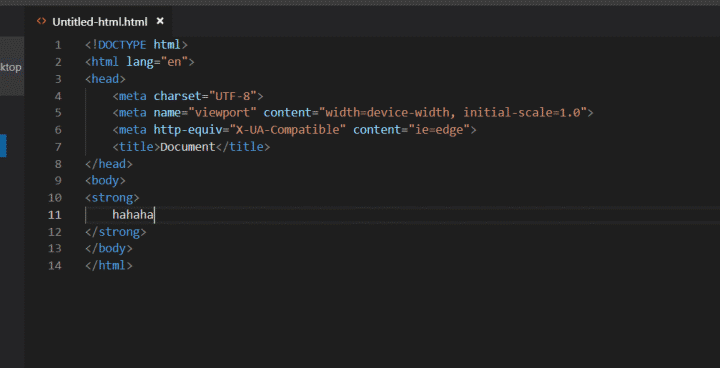 Untitled-html.html ×
ktop
1 <!DOCTYPE html>
2 <html lang="en">
3 <head>
4     <meta charset="UTF-8">
5     <meta name="viewport" content="width=device-width, initial-scale=1.0">
6     <meta http-equiv="X-UA-Compatible" content="ie=edge">
7     <title>Document</title>
8 </head>
9 <body>
10 <strong>
11     hahaha
12 </strong>
13 </body>
14 </html>